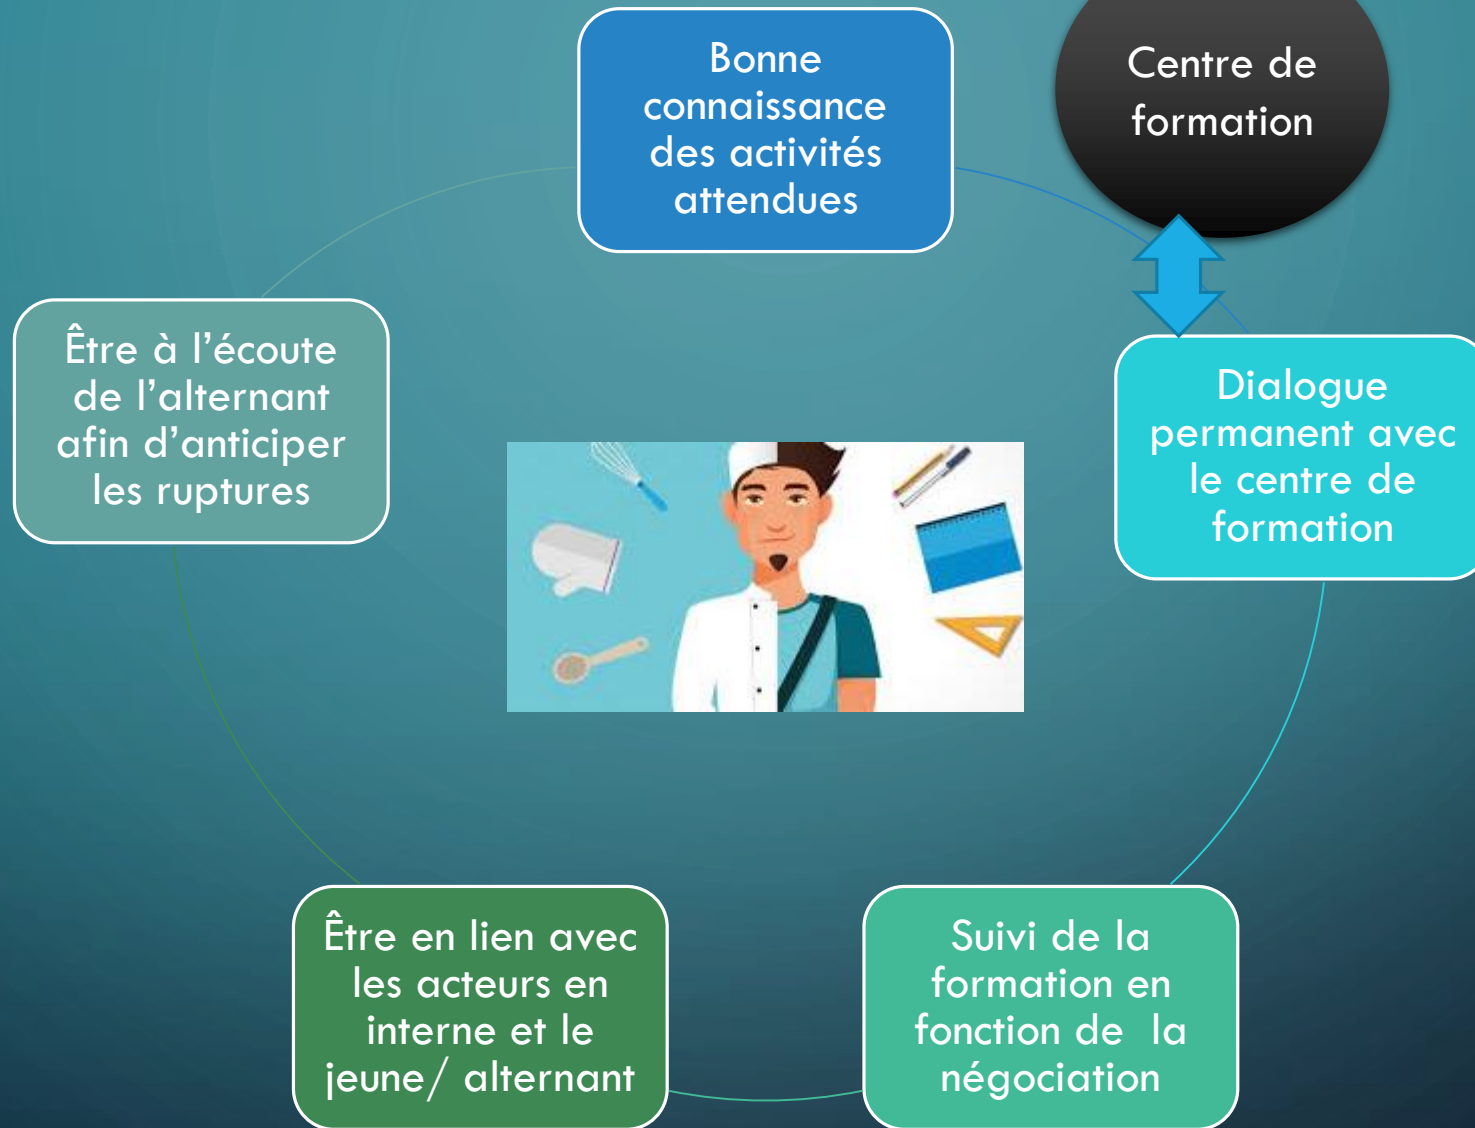 Bonne
connaissance
des activités
attendues
Centre de
formation
Dialogue
permanent avec
le centre de
formation
Suivi de la
formation en
fonction de  la
négociation
Être en lien avec
les acteurs en
interne et le
jeune/ alternant
Être à l’écoute
de l’alternant
afin d’anticiper
les ruptures